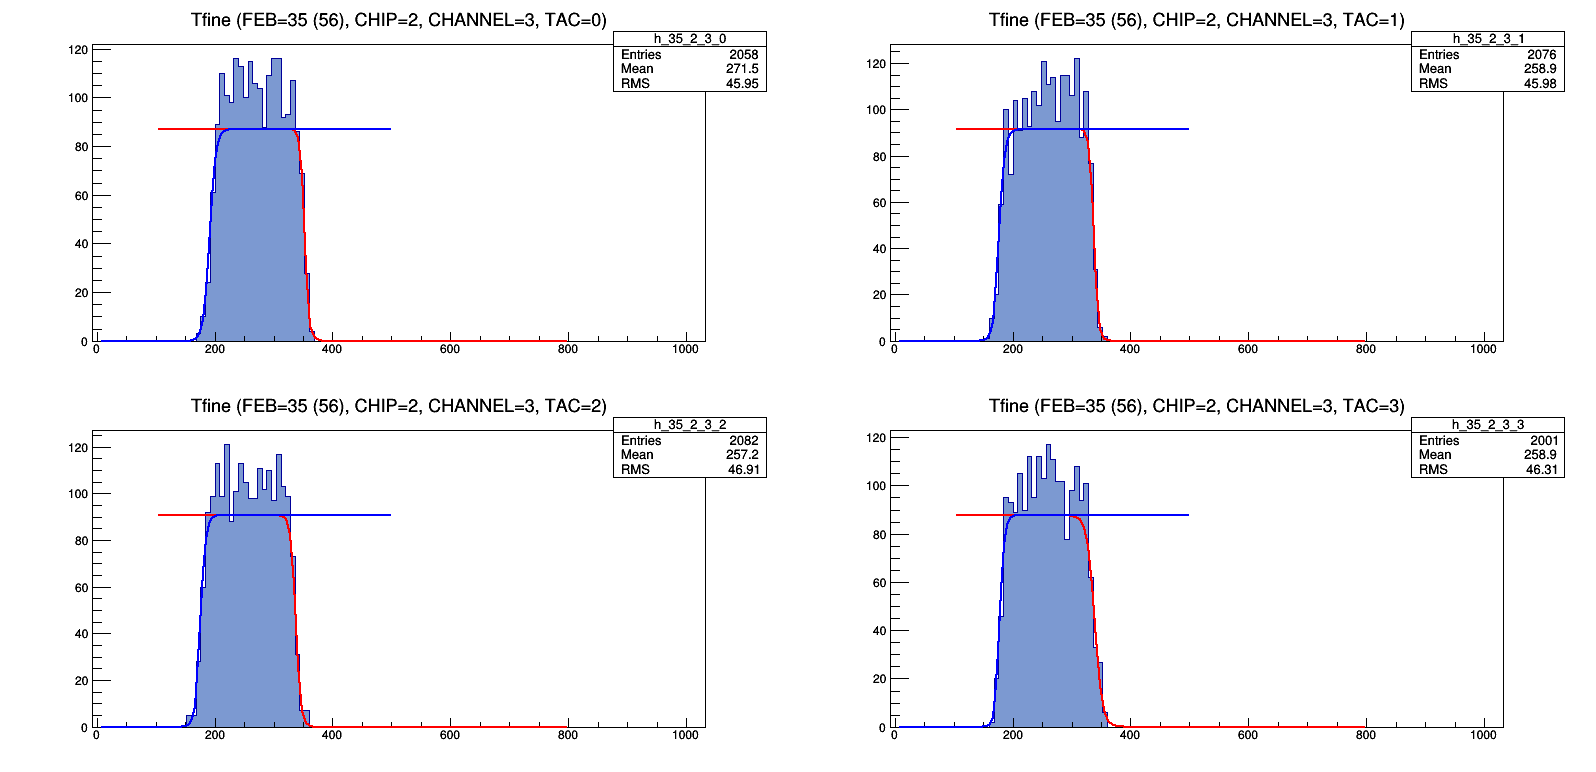 Tfine (FEB=35 (56), CHIP=2, CHANNEL=3, TAC=0)
h_35_2_3_0
Entries 2058
Mean 271.5
RMS 45.95
120
100
80
60
40
20
0
0 200 400 600 800 1000
Tfine (FEB=35 (56), CHIP=2, CHANNEL=3, TAC=1)
h_35_2_3_1
Entries 2076
Mean 258.9
RMS 45.98
120
100
80
60
40
20
0
0 200 400 600 800 1000
Tfine (FEB=35 (56), CHIP=2, CHANNEL=3, TAC=2)
h_35_2_3_2
Entries 2082
Mean 257.2
RMS 46.91
120
100
80
60
40
20
0
0 200 400 600 800 1000
Tfine (FEB=35 (56), CHIP=2, CHANNEL=3, TAC=3)
h_35_2_3_3
Entries 2001
Mean 258.9
RMS 46.31
120
100
80
60
40
20
0
0 200 400 600 800 1000